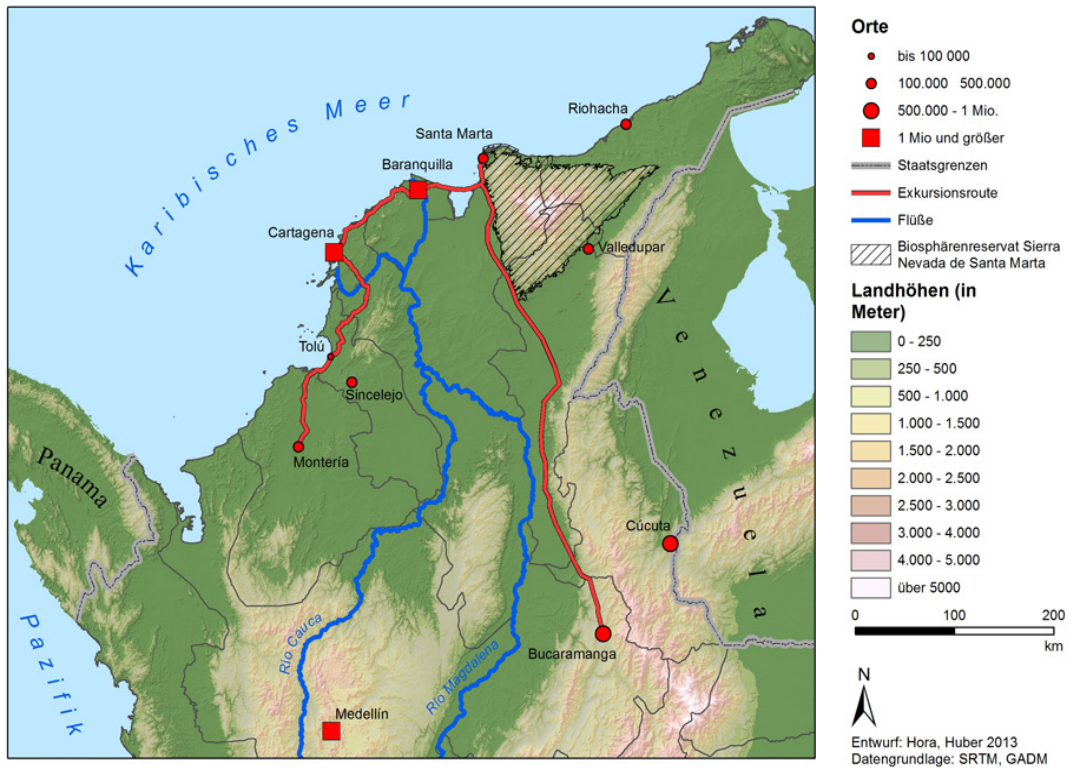 Karibisches Meer
Riohacha
Santa Marta
Baranquilla
Cartagena
Valledupar
Tolú
Sincelejo
Montería
Panama
Venezuela
Cúcuta
Pazifik
Río Cauca
Río Magdalena
Bucaramanga
Medellín
Orte
bis 100 000
100.000 500.000
500.000 - 1 Mio.
1 Mio und größer
Staatsgrenzen
Exkursionsroute
Flüße
Biosphärenreservat Sierra
Nevada de Santa Marta
Landhöhen (in
Meter)
0 - 250
250 - 500
500 - 1.000
1.000 - 1.500
1.500 - 2.000
2.000 - 2.500
2.500 - 3.000
3.000 - 4.000
4.000 - 5.000
über 5000
0 100 200
km
N
Entwurf: Hora, Huber 2013
Datengrundlage: SRTM, GADM